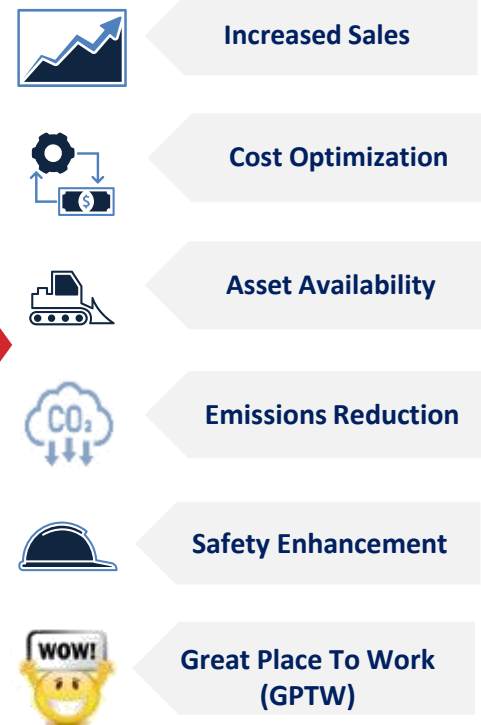 Increased Sales
$
Cost Optimization
Asset Availability
CO₂
Emissions Reduction
Safety Enhancement
WOW!
Great Place To Work
(GPTW)